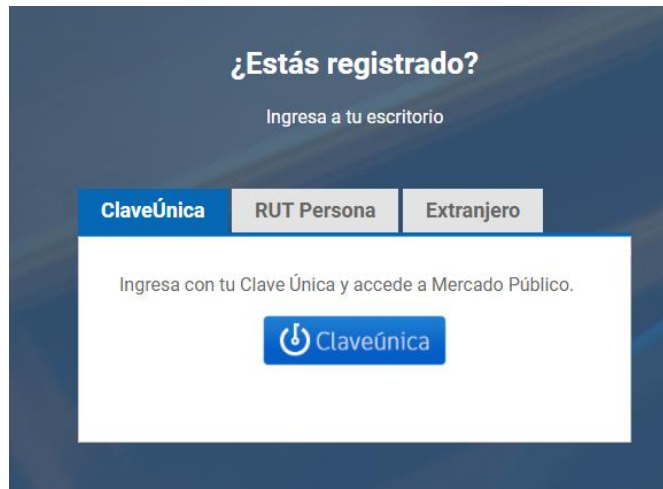 ¿Estás registrado?
Ingresa a tu escritorio
ClaveÚnica RUT Persona Extranjero
Ingresa con tu Clave Única y accede a Mercado Público.
Claveúnica